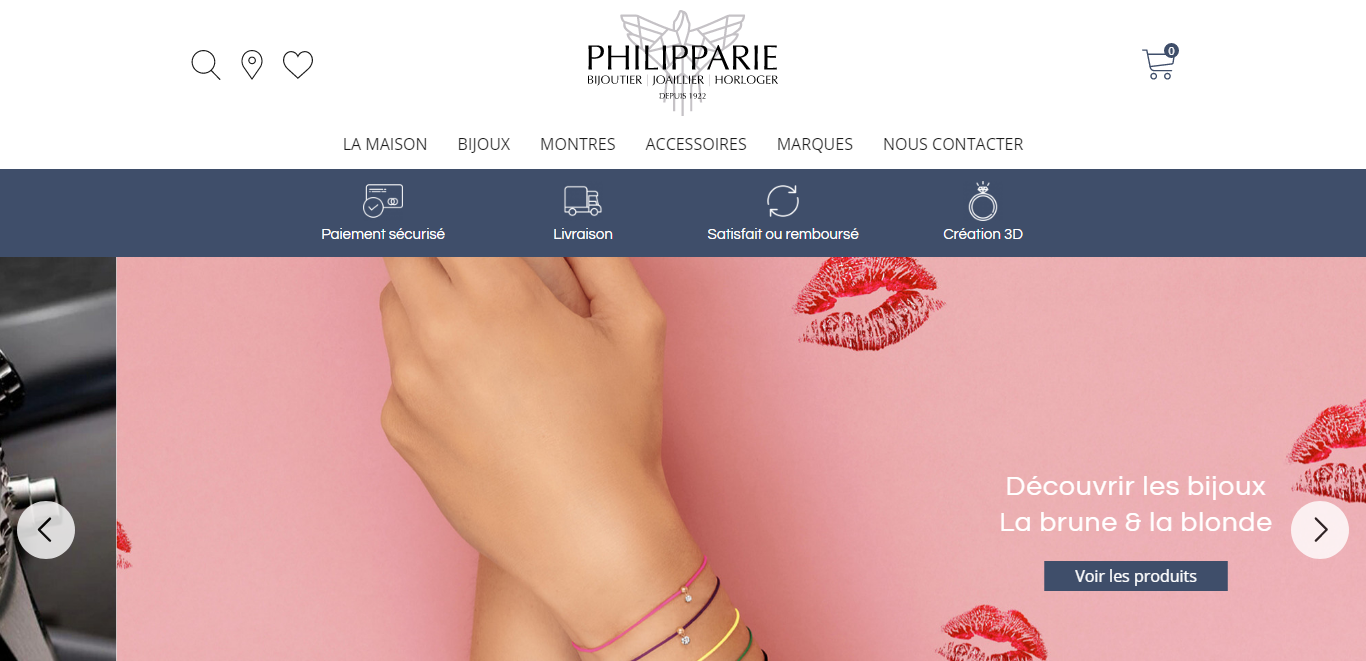 PHILIPPARIE
BIJOUTIER | JOAILLIER | HORLOGER
DEPUIS 1922
0
LA MAISON BIJOUX MONTRES ACCESSOIRES MARQUES NOUS CONTACTER
Paiement sécurisé Livraison Satisfait ou remboursé Création 3D
Découvrir les bijoux
La brune & la blonde
Voir les produits